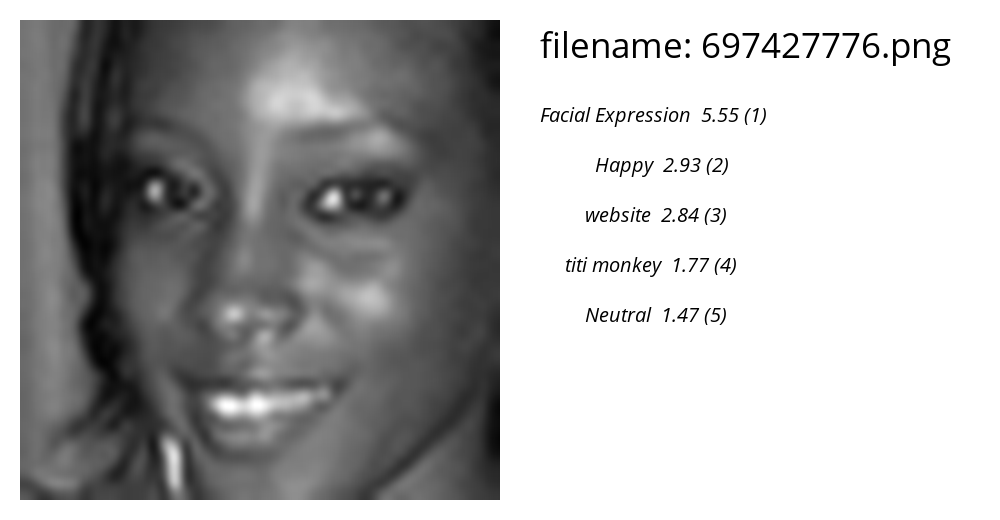 filename: 697427776.png
Facial Expression 5.55 (1)
Happy 2.93 (2)
website 2.84 (3)
titi monkey 1.77 (4)
Neutral 1.47 (5)